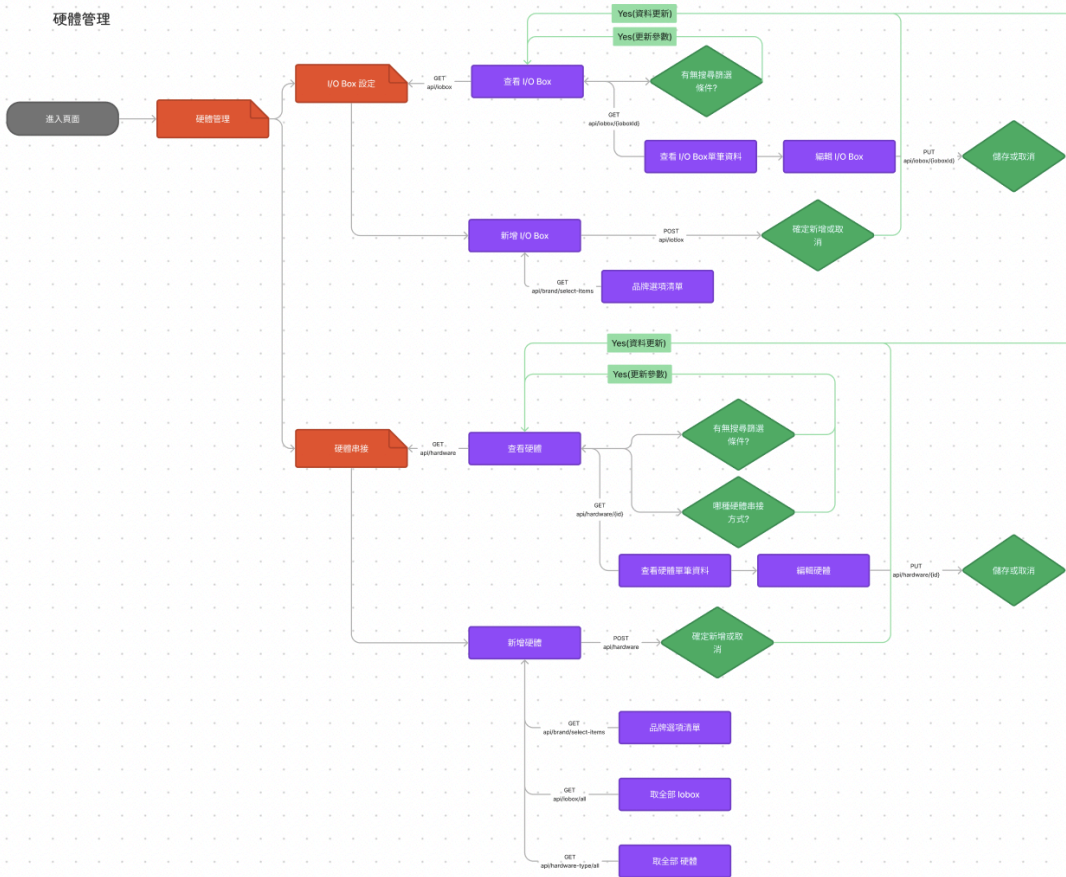 硬體管理
Yes(資料更新)
Yes(更新參數)
進入頁面
硬體管理
I/O Box 設定
GET
api/iobox
查看 I/O Box
有無搜尋篩選
條件?
GET
api/iobox/{ioboxId}
查看 I/O Box單筆資料
編輯 I/O Box
PUT
api/iobox/{ioboxId}
儲存或取消
新增 I/O Box
POST
api/iobox
確定新增或取
消
GET
api/brand/select-items
品牌選項清單
Yes(資料更新)
Yes(更新參數)
硬體串接
GET
api/hardware
查看硬體
有無搜尋篩選
條件?
GET
api/hardware/{id}
哪種硬體串接
方式?
查看硬體單筆資料
編輯硬體
PUT
api/hardware/{id}
儲存或取消
新增硬體
POST
api/hardware
確定新增或取
消
GET
api/brand/select-items
品牌選項清單
GET
api/iobox/all
取全部 iobox
GET
api/hardware-type/all
取全部 硬體